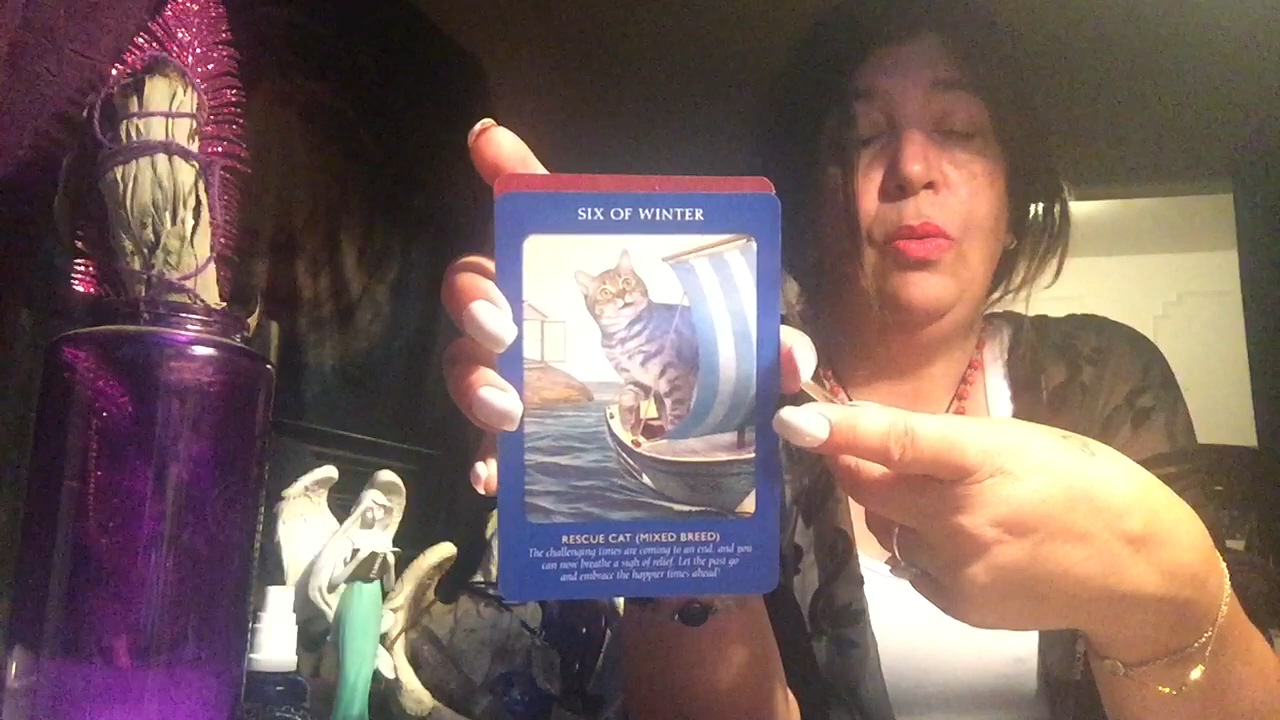 SIX OF WINTER
RESCUE CAT (MIXED BREED)
The challenging times are coming to an end, and you
can now breathe a sigh of relief. Let the past go
and embrace the happier times ahead!